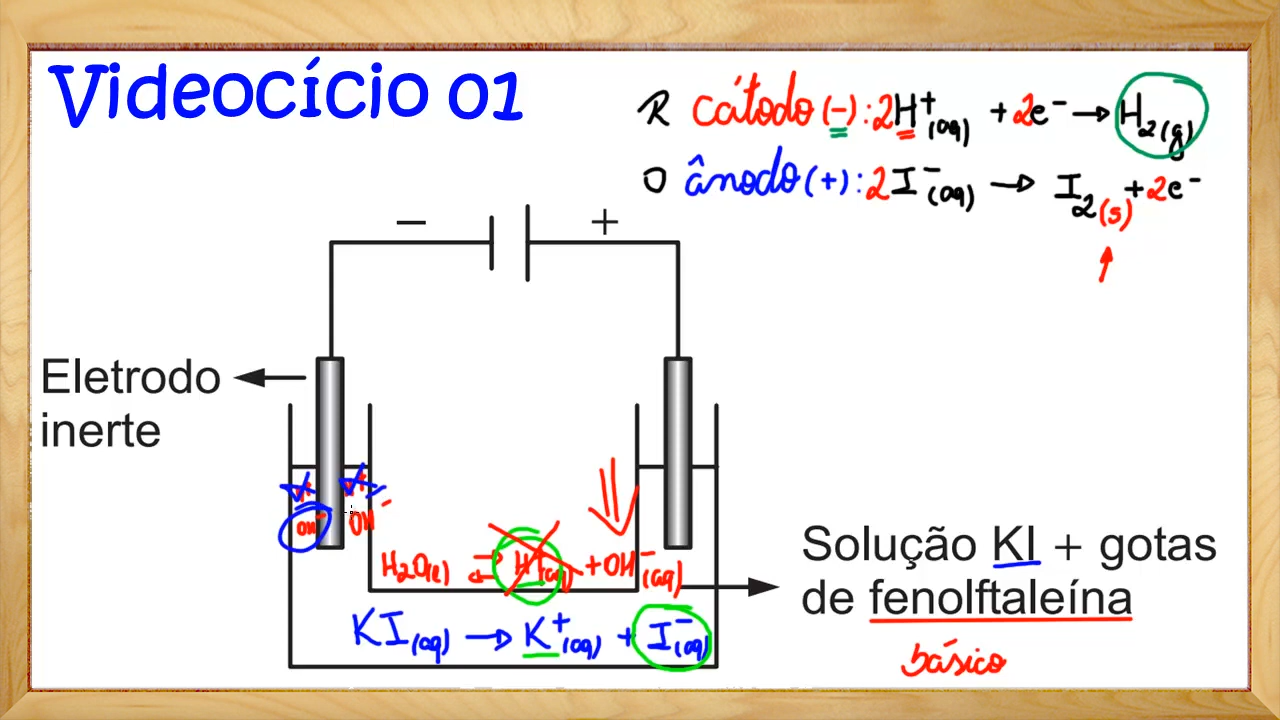 Videocício 01
R cátodo (-): 2H⁺(aq) + 2e⁻ → H₂(g)
O ânodo (+): 2I⁻(aq) → I₂(s) + 2e⁻
− +
Eletrodo
inerte
OH⁻ OH⁻
H₂O(l) ⇌ H⁺(aq) + OH⁻(aq)
KI(aq) → K⁺(aq) + I⁻(aq)
Solução KI + gotas
de fenolftaleína
básico